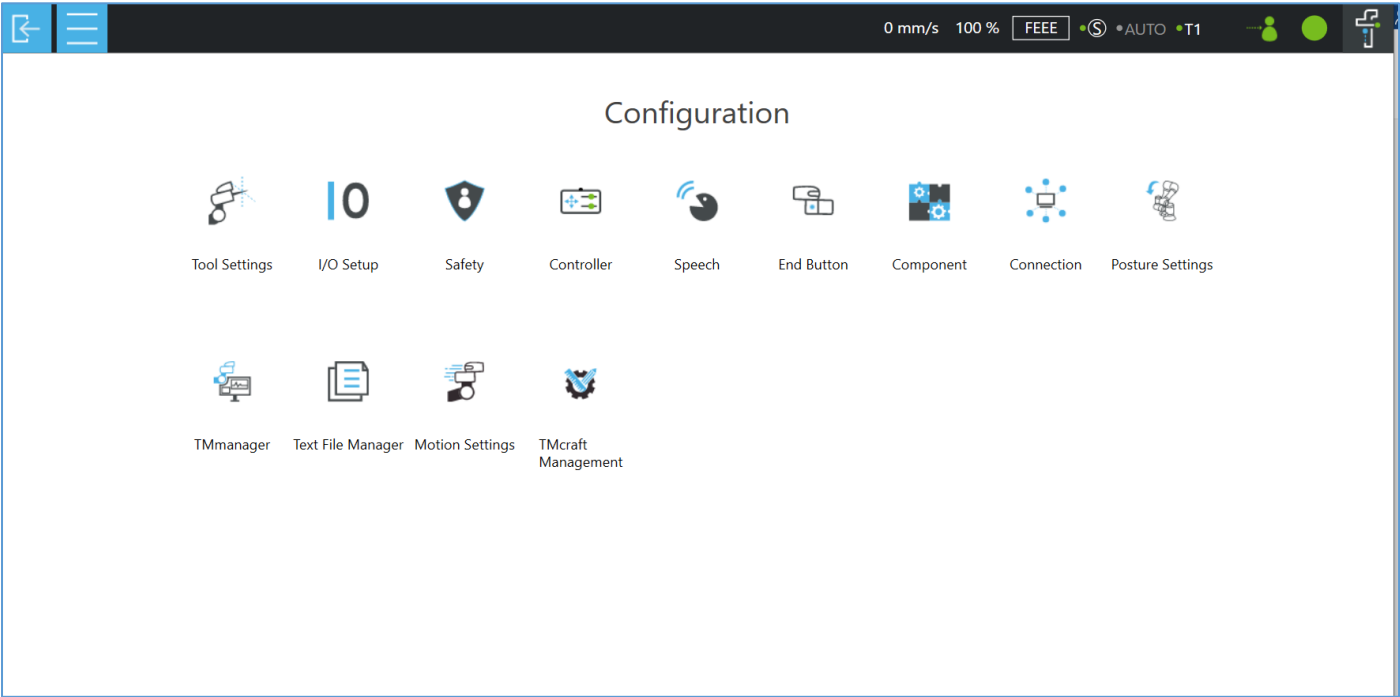 0 mm/s 100 % FEEE S AUTO T1
Configuration
IO
Tool Settings I/O Setup Safety Controller Speech End Button Component Connection Posture Settings
TMmanager Text File Manager Motion Settings TMcraft
Management